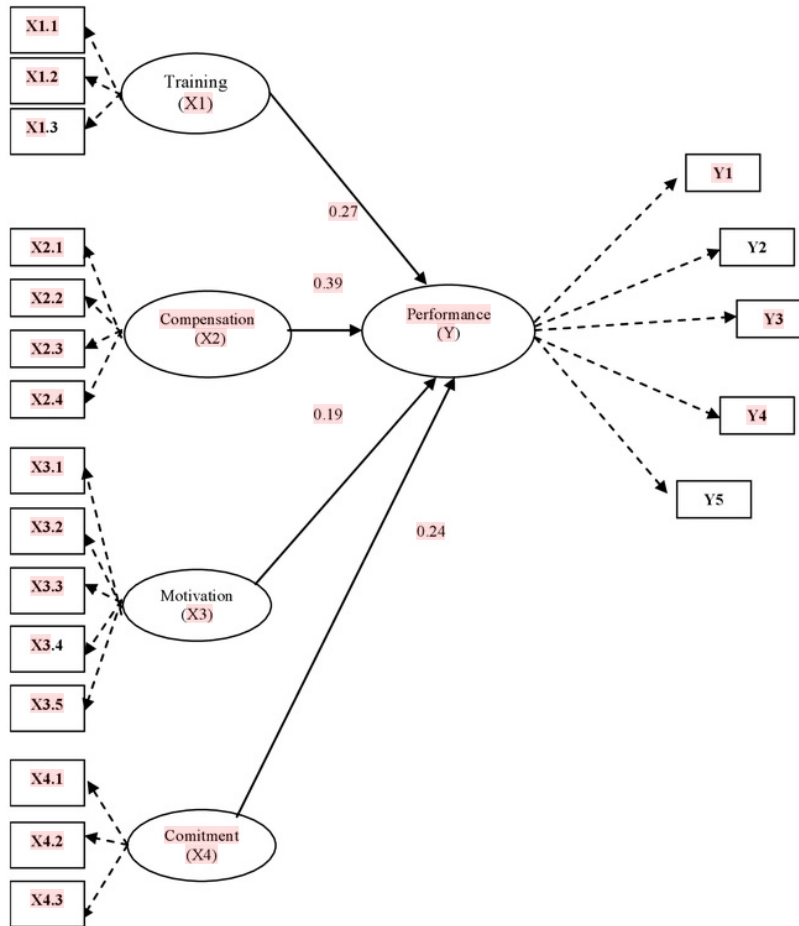 X1.1
X1.2
X1.3
Training
(X1)
0.27
Y1
Y2
Y3
Y4
Y5
X2.1
X2.2
X2.3
X2.4
Compensation
(X2)
0.39
Performance
(Y)
0.19
X3.1
X3.2
X3.3
X3.4
X3.5
Motivation
(X3)
0.24
X4.1
X4.2
X4.3
Comitment
(X4)